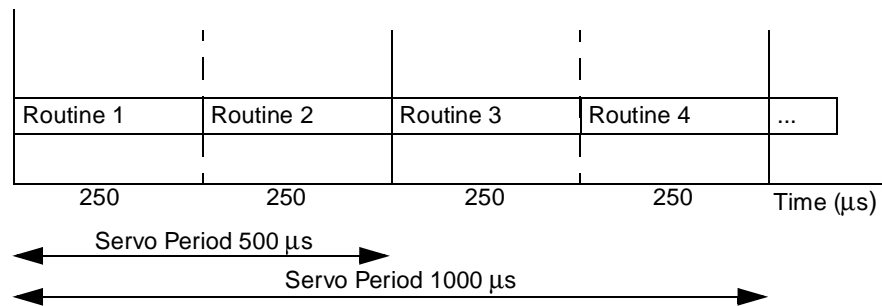 Routine 1 Routine 2 Routine 3 Routine 4 ...
250 250 250 250 Time (μs)
Servo Period 500 μs
Servo Period 1000 μs